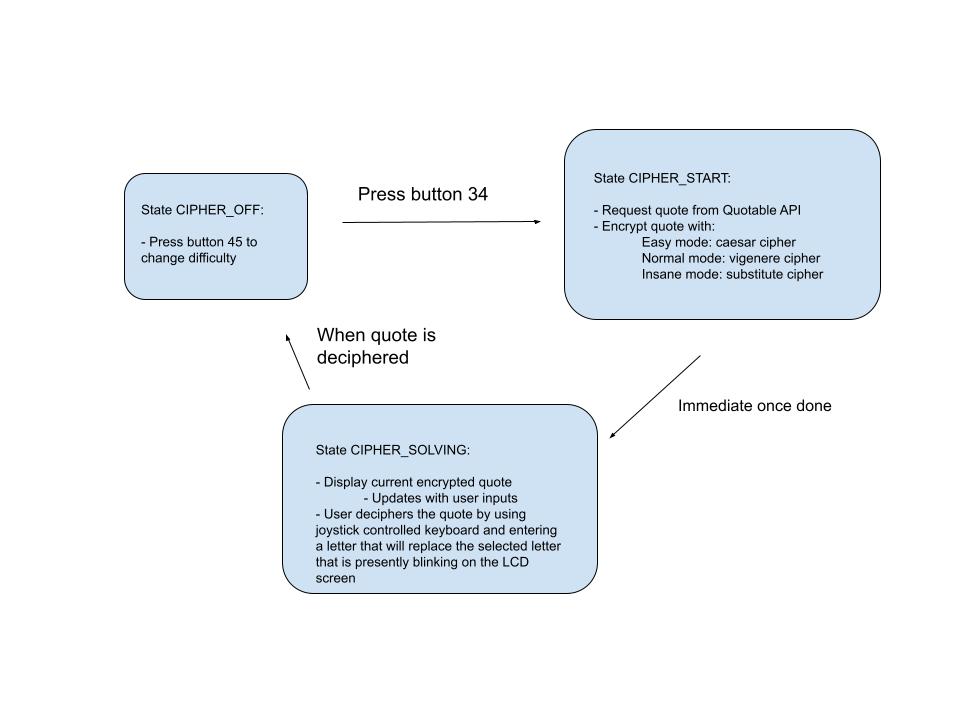 State CIPHER_OFF:
- Press button 45 to
change difficulty
Press button 34
State CIPHER_START:
- Request quote from Quotable API
- Encrypt quote with:
Easy mode: caesar cipher
Normal mode: vigenere cipher
Insane mode: substitute cipher
When quote is
deciphered
Immediate once done
State CIPHER_SOLVING:
- Display current encrypted quote
- Updates with user inputs
- User deciphers the quote by using
joystick controlled keyboard and entering
a letter that will replace the selected letter
that is presently blinking on the LCD
screen